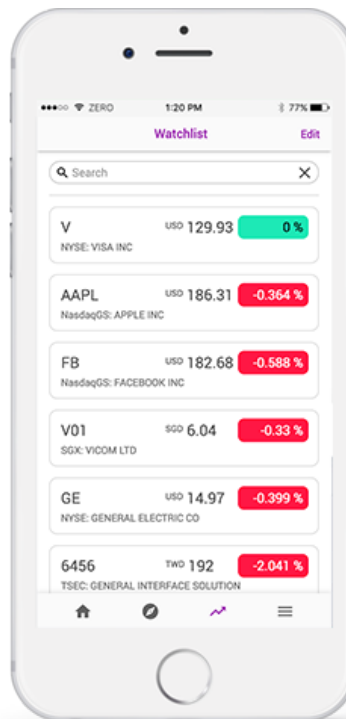 ZERO 1:20 PM 77%
Watchlist Edit
Search
V USD 129.93 0 %
NYSE: VISA INC
AAPL USD 186.31 -0.364 %
NasdaqGS: APPLE INC
FB USD 182.68 -0.588 %
NasdaqGS: FACEBOOK INC
V01 SGD 6.04 -0.33 %
SGX: VICOM LTD
GE USD 14.97 -0.399 %
NYSE: GENERAL ELECTRIC CO
6456 TWD 192 -2.041 %
TSEC: GENERAL INTERFACE SOLUTION